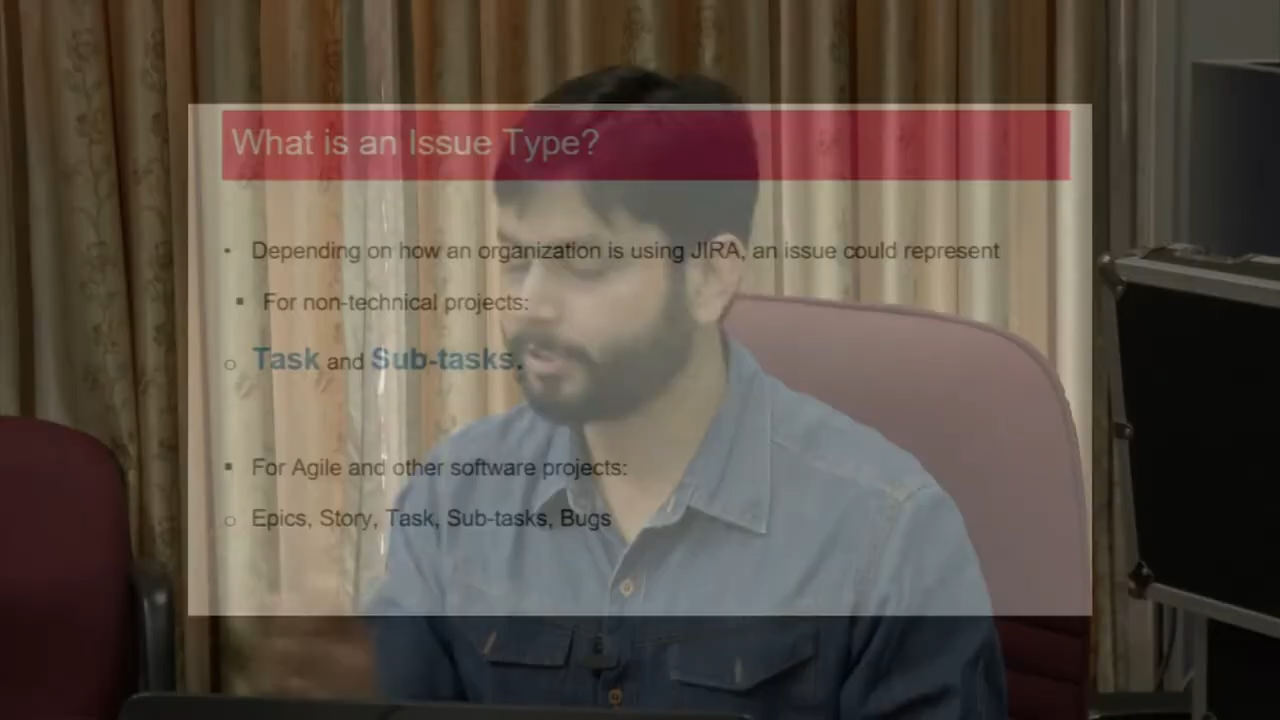 What is an Issue Type?
• Depending on how an organization is using JIRA, an issue could represent
▪ For non-technical projects:
o Task and Sub-tasks.
▪ For Agile and other software projects:
o Epics, Story, Task, Sub-tasks, Bugs